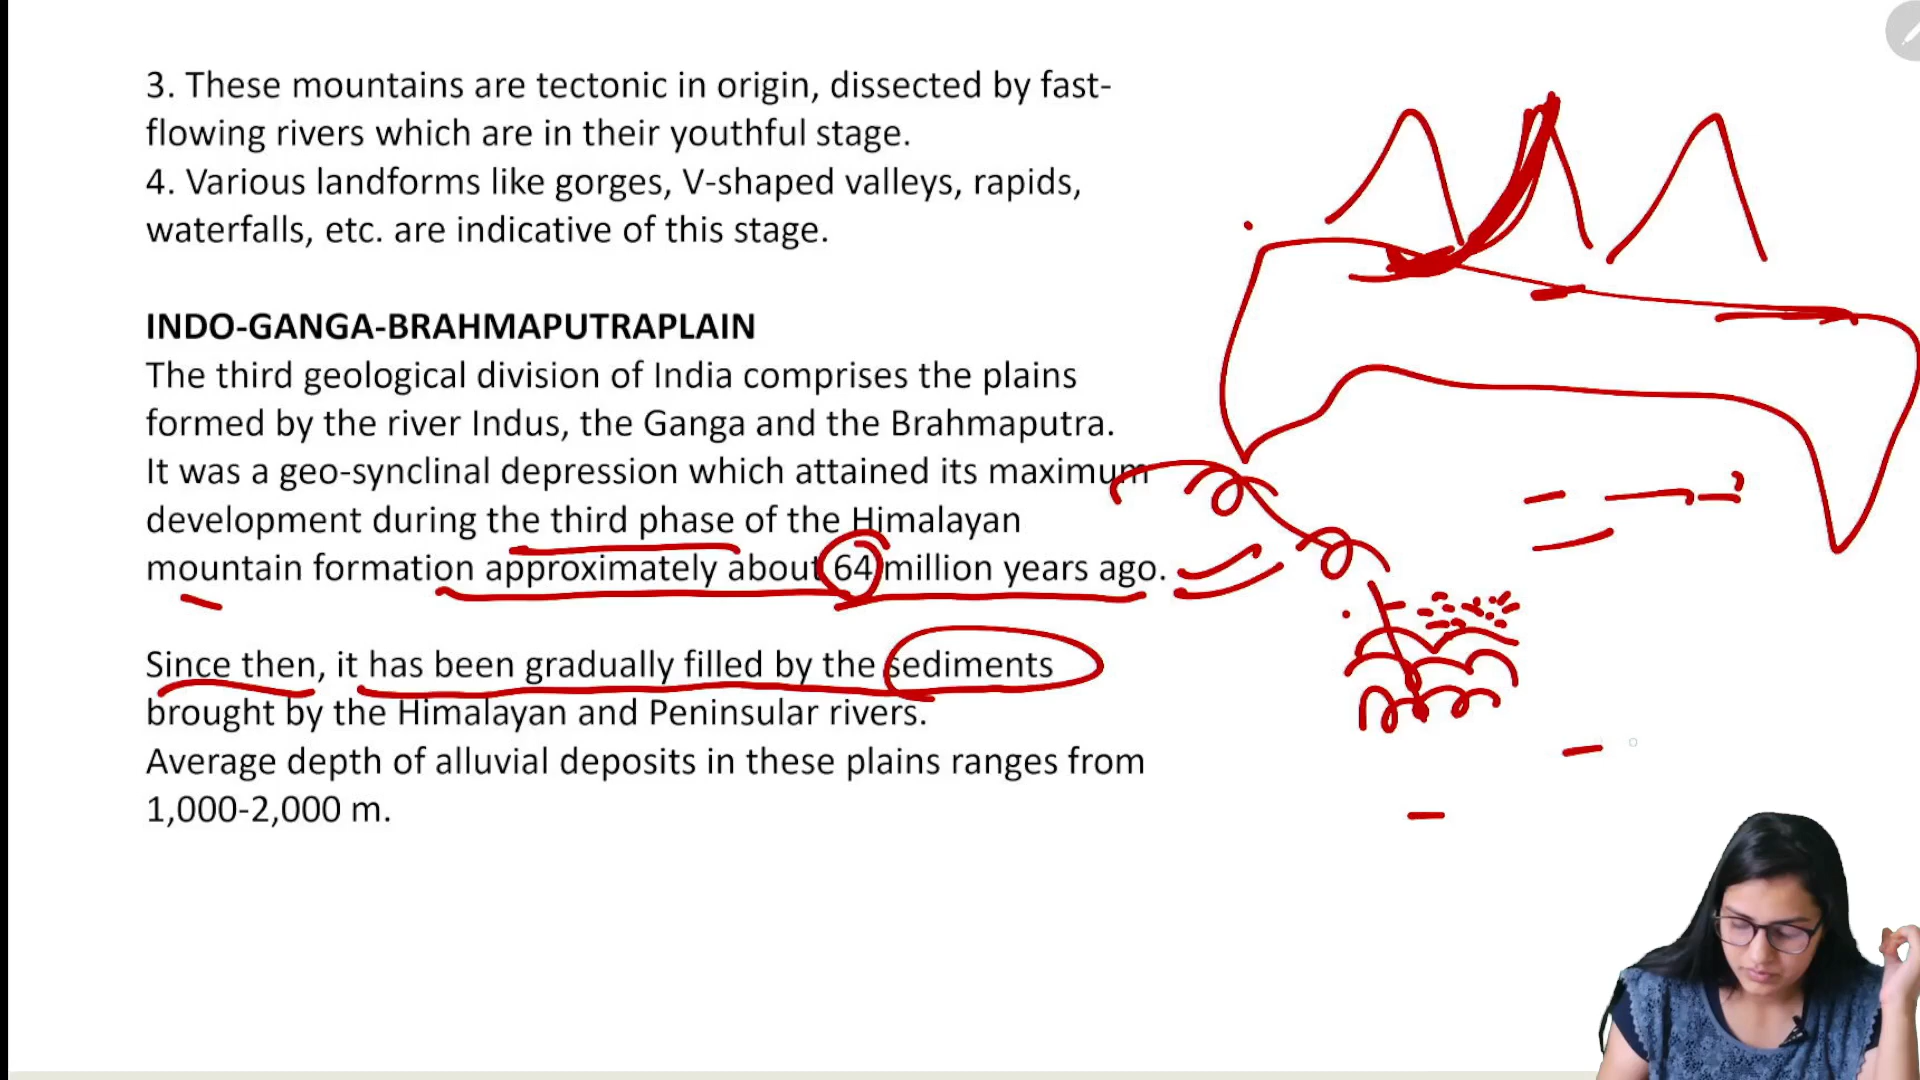 3. These mountains are tectonic in origin, dissected by fast-
flowing rivers which are in their youthful stage.
4. Various landforms like gorges, V-shaped valleys, rapids,
waterfalls, etc. are indicative of this stage.
INDO-GANGA-BRAHMAPUTRAPLAIN
The third geological division of India comprises the plains
formed by the river Indus, the Ganga and the Brahmaputra.
It was a geo-synclinal depression which attained its maximum
development during the third phase of the Himalayan
mountain formation approximately about 64 million years ago.
Since then, it has been gradually filled by the sediments
brought by the Himalayan and Peninsular rivers.
Average depth of alluvial deposits in these plains ranges from
1,000-2,000 m.